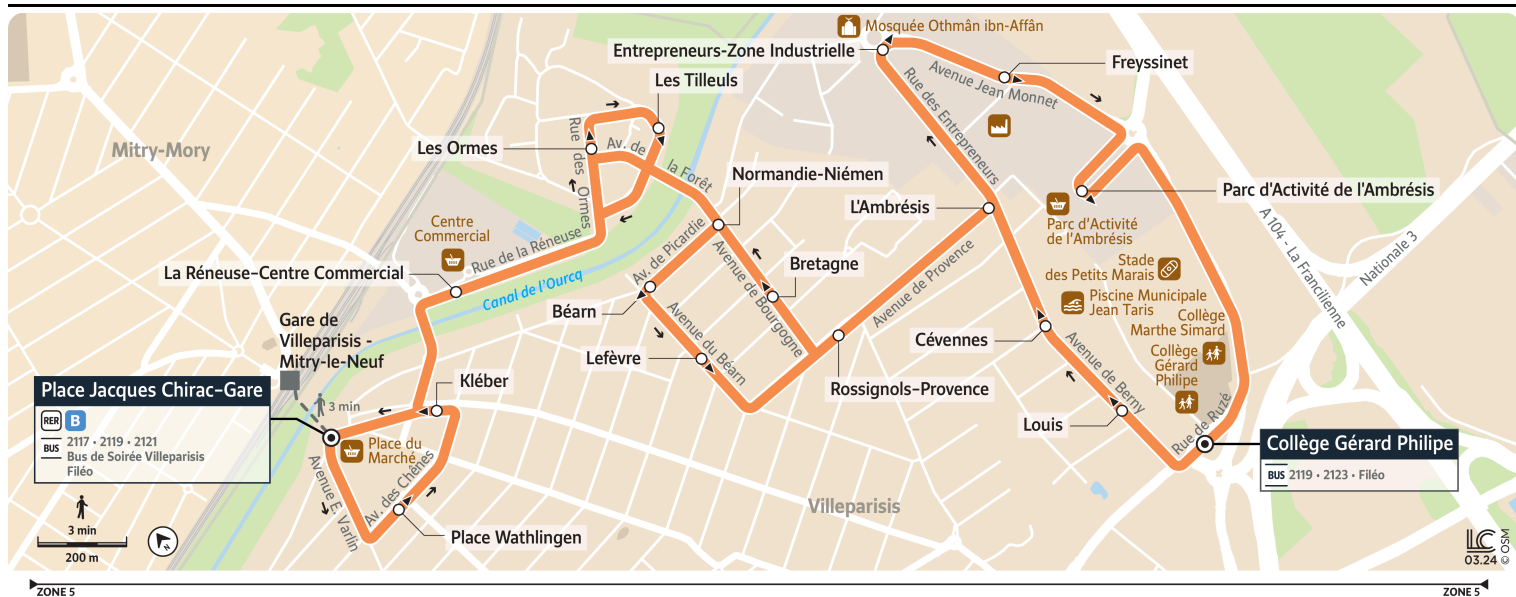 Mosquée Othmân ibn-Affân
Entrepreneurs-Zone Industrielle
Freyssinet
Les Tilleuls
Avenue Jean Monnet
Rue des Entrepreneurs
Mitry-Mory
Les Ormes
Rue des Ormes
Av. de la Forêt
Normandie-Niémen
L'Ambrésis
Parc d'Activité de l'Ambrésis
Parc d'Activité
de l'Ambrésis
A 104 - La Francilienne
Nationale 3
Centre
Commercial
Rue de la Réneuse
Canal de l'Ourcq
La Réneuse-Centre Commercial
Av. de Picardie
Avenue de Bourgogne
Bretagne
Avenue de Provence
Stade
des Petits Marais
Piscine Municipale
Jean Taris
Collège
Marthe Simard
Collège
Gérard
Philipe
Béarn
Avenue du Béarn
Lefèvre
Rossignols-Provence
Cévennes
Avenue de Berny
Louis
Rue de Ruzé
Gare de
Villeparisis -
Mitry-le-Neuf
Place Jacques Chirac-Gare
RER B
BUS
2117 • 2119 • 2121
Bus de Soirée Villeparisis
Filéo
3 min
Kléber
Place du
Marché
Avenue E. Varlin
Av. des Chênes
Place Wathlingen
Villeparisis
Collège Gérard Philipe
BUS 2119 • 2123 • Filéo
3 min
200 m
N
LC
03.24
© OSM
ZONE 5
ZONE 5